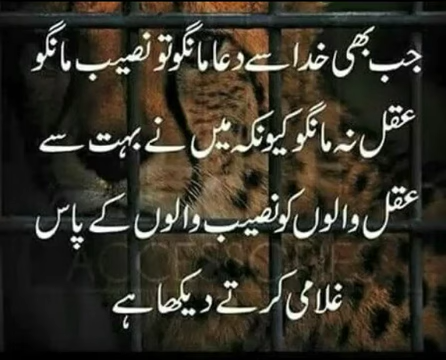 جب بھی خدا سے دعا مانگو تو نصیب مانگو
عقل نہ مانگو کیونکہ میں نے بہت سے
عقل والوں کو نصیب والوں کے پاس
غلامی کرتے دیکھا ہے